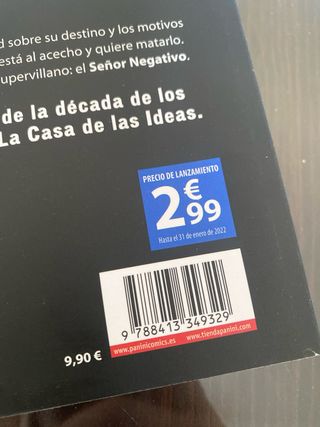 d sobre su destino y los motivos
está al acecho y quiere matarlo.
supervillano: el Señor Negativo.
de la década de los
La Casa de las Ideas.
PRECIO DE LANZAMIENTO
2€99
Hasta el 31 de enero de 2022
9 788413 349329
www.paninicomics.es www.tiendapanini.com
9,90 €